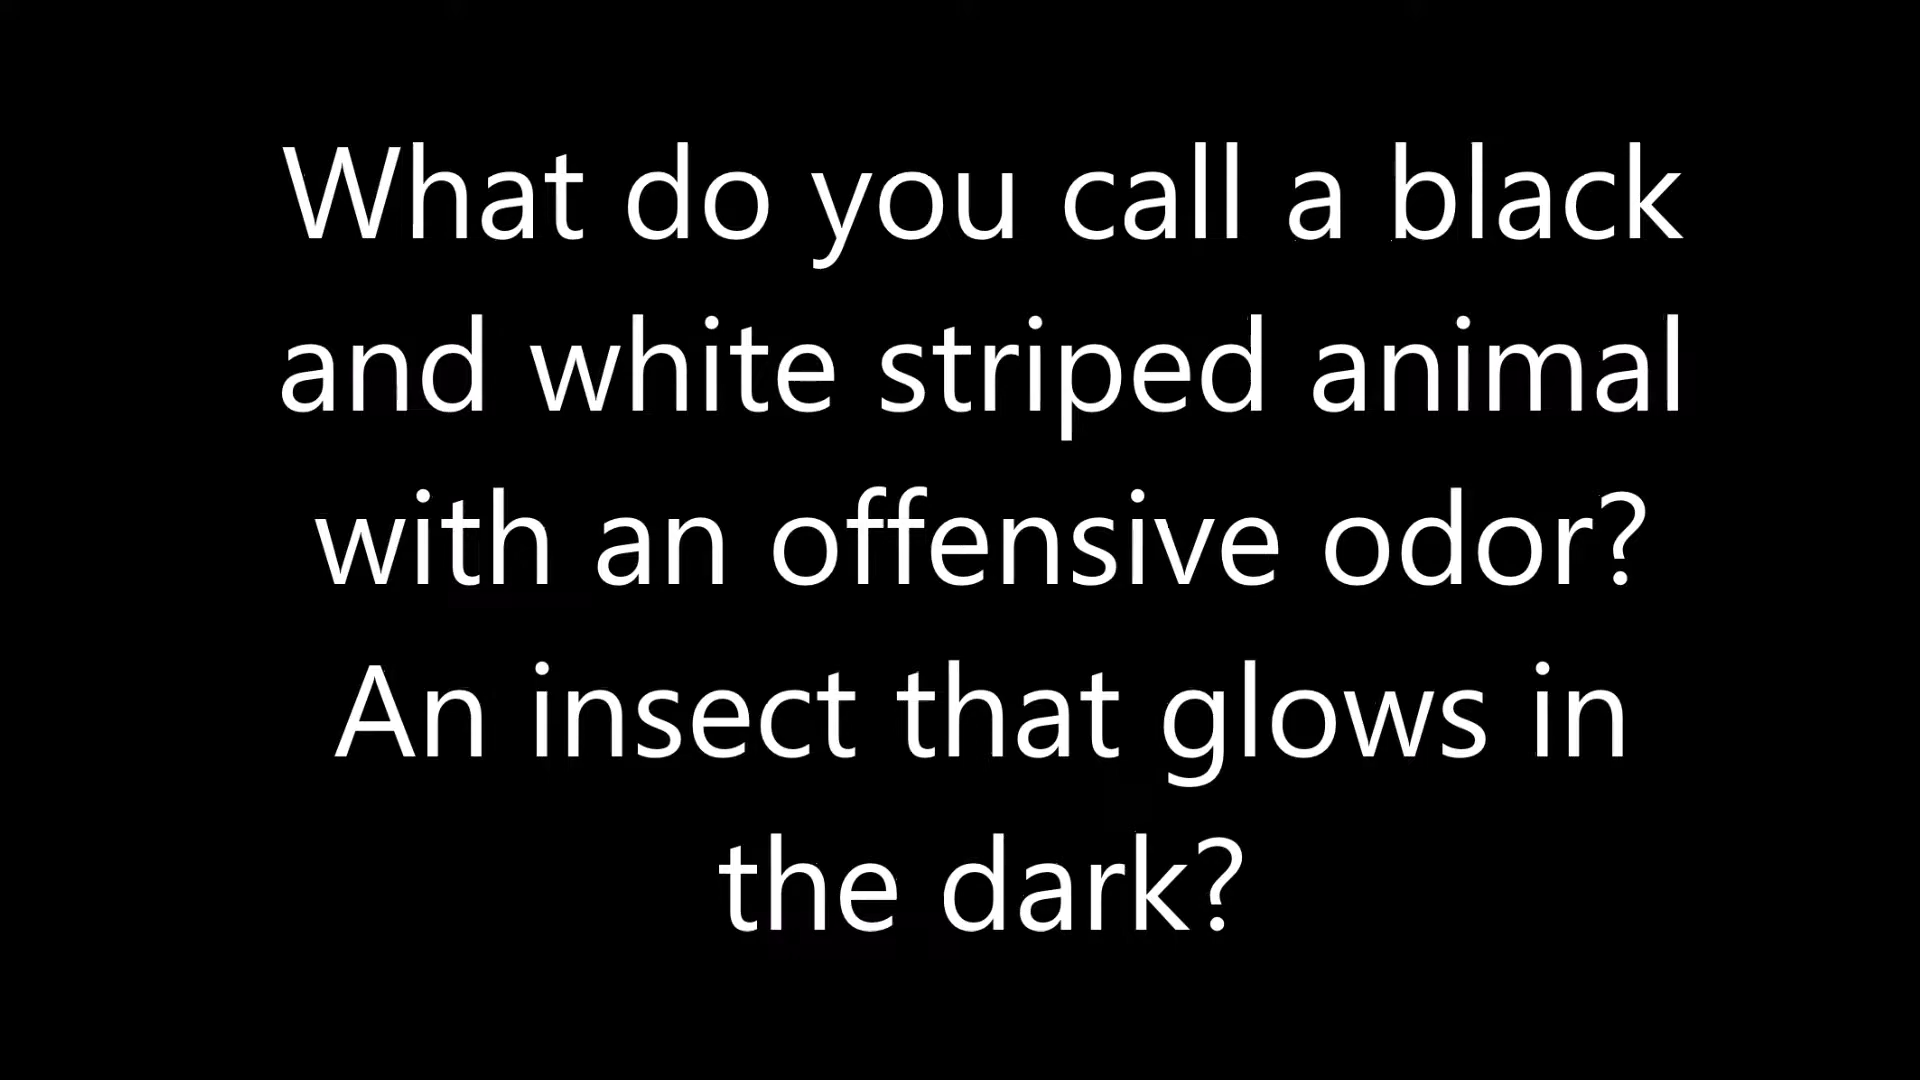 What do you call a black
and white striped animal
with an offensive odor?
An insect that glows in
the dark?